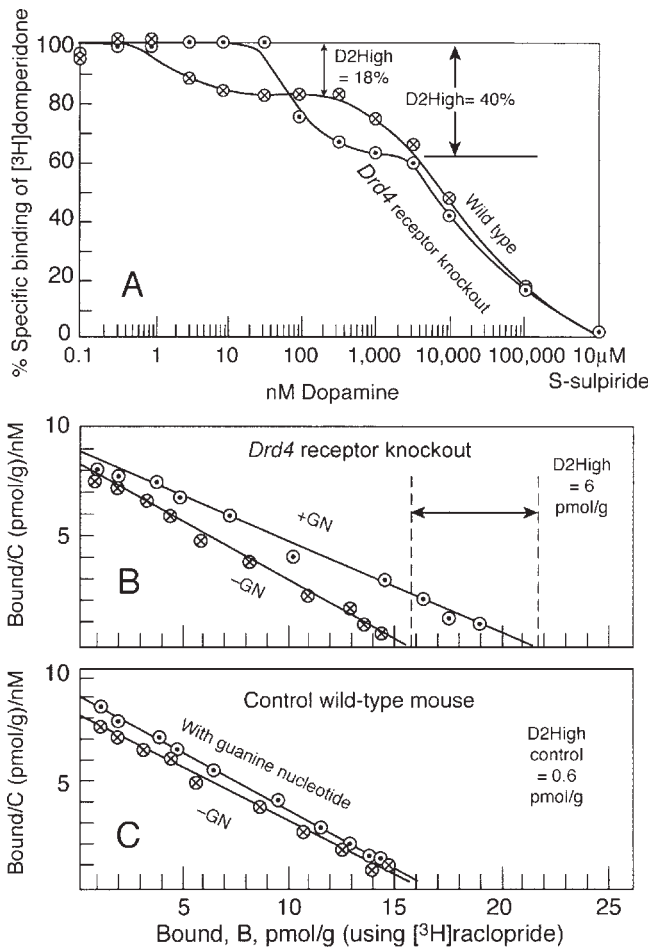 % Specific binding of [³H]domperidone
100
80
60
40
20
0
D2High
= 18%
D2High= 40%
Wild type
Drd4 receptor knockout
A
0.1
1
10
100
1,000
10,000
100,000
10μM
S-sulpiride
nM Dopamine
Bound/C (pmol/g)/nM
10
5
Drd4 receptor knockout
D2High
= 6
pmol/g
+GN
–GN
B
Bound/C (pmol/g)/nM
10
5
Control wild-type mouse
With guanine nucleotide
–GN
D2High
control
= 0.6
pmol/g
C
5
10
15
20
25
Bound, B, pmol/g (using [³H]raclopride)